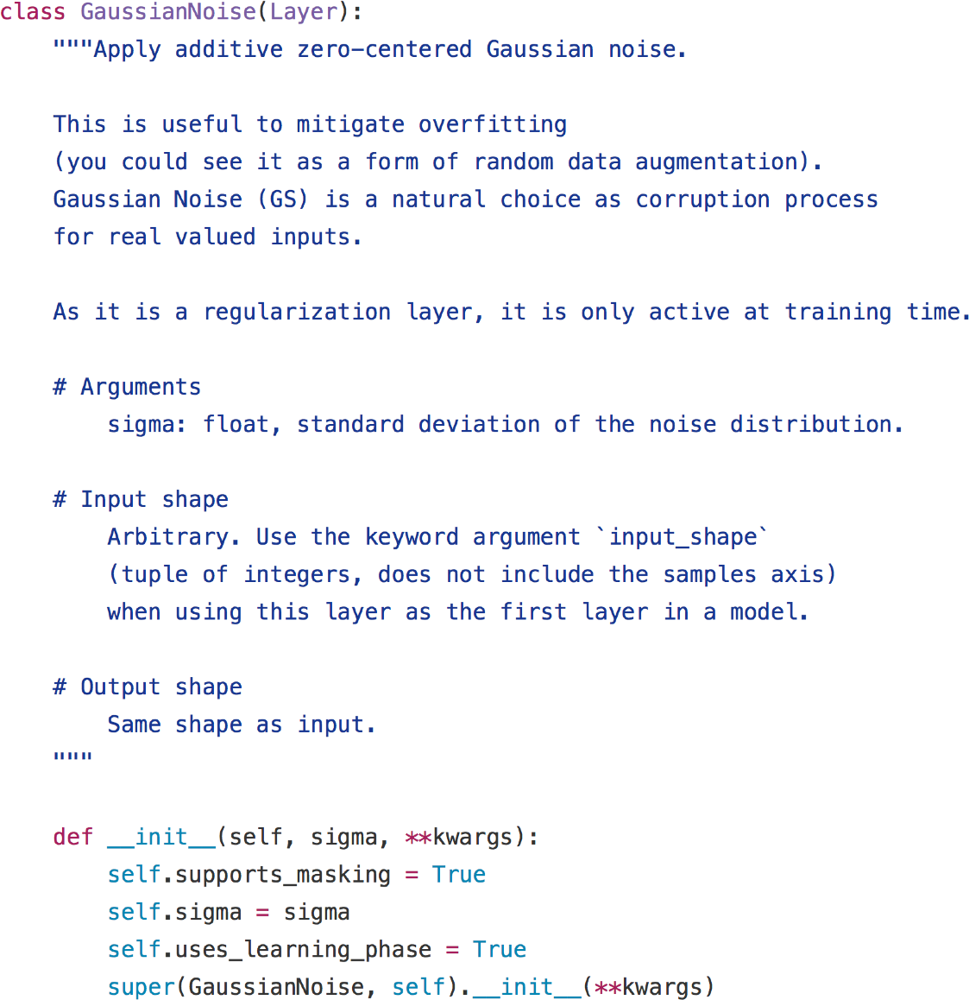 class GaussianNoise(Layer):
    """Apply additive zero-centered Gaussian noise.

    This is useful to mitigate overfitting
    (you could see it as a form of random data augmentation).
    Gaussian Noise (GS) is a natural choice as corruption process
    for real valued inputs.

    As it is a regularization layer, it is only active at training time.

    # Arguments
        sigma: float, standard deviation of the noise distribution.

    # Input shape
        Arbitrary. Use the keyword argument `input_shape`
        (tuple of integers, does not include the samples axis)
        when using this layer as the first layer in a model.

    # Output shape
        Same shape as input.
    """

    def __init__(self, sigma, **kwargs):
        self.supports_masking = True
        self.sigma = sigma
        self.uses_learning_phase = True
        super(GaussianNoise, self).__init__(**kwargs)